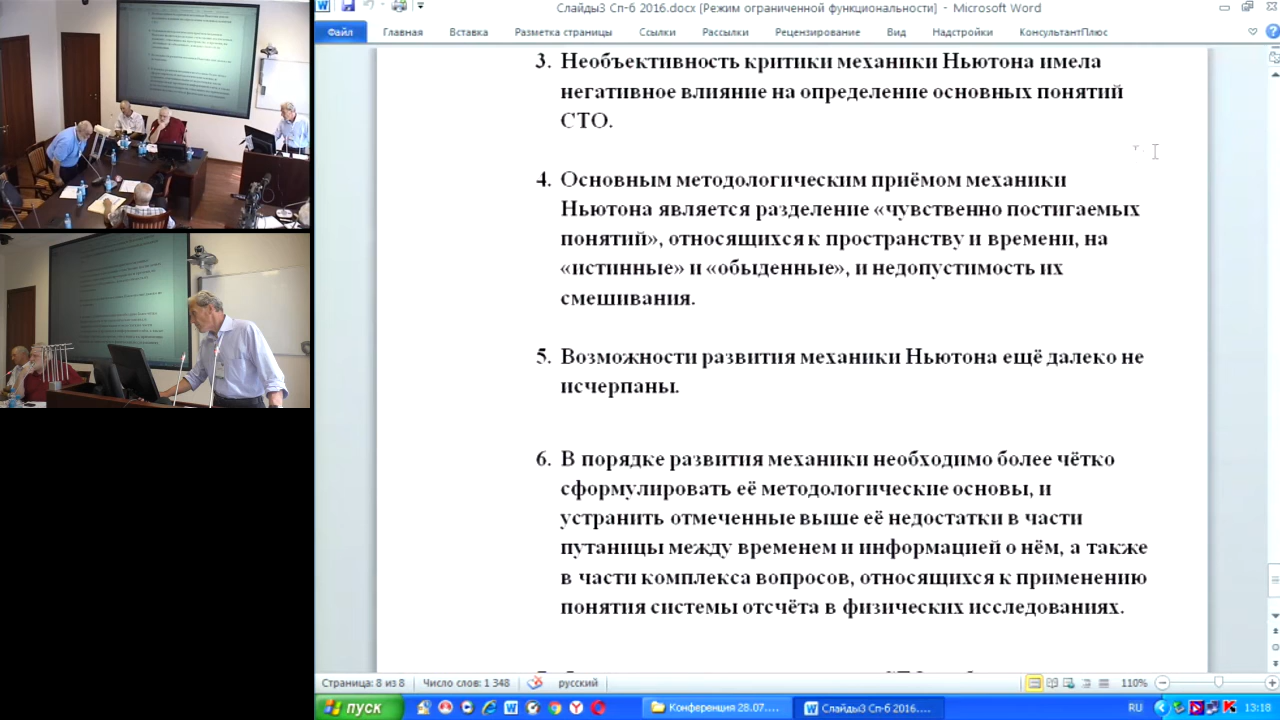 Слайды3 Сп-б 2016.docx [Режим ограниченной функциональности] - Microsoft Word
Файл Главная Вставка Разметка страницы Ссылки Рассылки Рецензирование Вид Надстройки КонсультантПлюс
3. Необъективность критики механики Ньютона имела
негативное влияние на определение основных понятий
СТО.
4. Основным методологическим приёмом механики
Ньютона является разделение «чувственно постигаемых
понятий», относящихся к пространству и времени, на
«истинные» и «обыденные», и недопустимость их
смешивания.
5. Возможности развития механики Ньютона ещё далеко не
исчерпаны.
6. В порядке развития механики необходимо более чётко
сформулировать её методологические основы, и
устранить отмеченные выше её недостатки в части
путаницы между временем и информацией о нём, а также
в части комплекса вопросов, относящихся к применению
понятия системы отсчёта в физических исследованиях.
Страница: 8 из 8 Число слов: 1 348 русский 110%
пуск Конференция 28.07.... Слайды3 Сп-б 2016.... RU 13:18